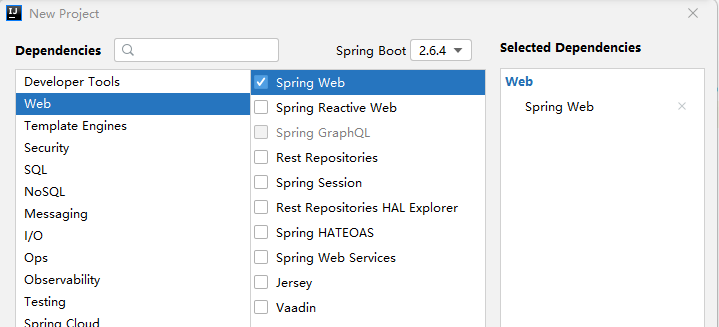 IJ New Project
Dependencies
Spring Boot 2.6.4
Selected Dependencies
Developer Tools
Web
Template Engines
Security
SQL
NoSQL
Messaging
I/O
Ops
Observability
Testing
Spring Cloud
Spring Web
Spring Reactive Web
Spring GraphQL
Rest Repositories
Spring Session
Rest Repositories HAL Explorer
Spring HATEOAS
Spring Web Services
Jersey
Vaadin
Web
Spring Web